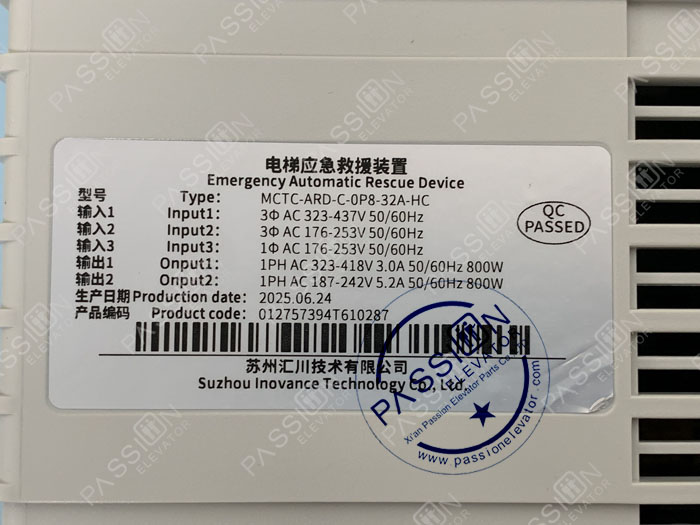 电梯应急救援装置
Emergency Automatic Rescue Device
型号 Type: MCTC-ARD-C-0P8-32A-HC
输入1 Input1: 3Φ AC 323-437V 50/60Hz
输入2 Input2: 3Φ AC 176-253V 50/60Hz
输入3 Input3: 1Φ AC 176-253V 50/60Hz
输出1 Onput1: 1PH AC 323-418V 3.0A 50/60Hz 800W
输出2 Onput2: 1PH AC 187-242V 5.2A 50/60Hz 800W
生产日期 Production date: 2025.06.24
产品编码 Product code: 012757394T610287
QC
PASSED
苏州汇川技术有限公司
Suzhou Inovance Technology Co., Ltd.
PASSION
ELEVATOR
Xi'an Passion Elevator Parts Co.,
www.passionelevator.com